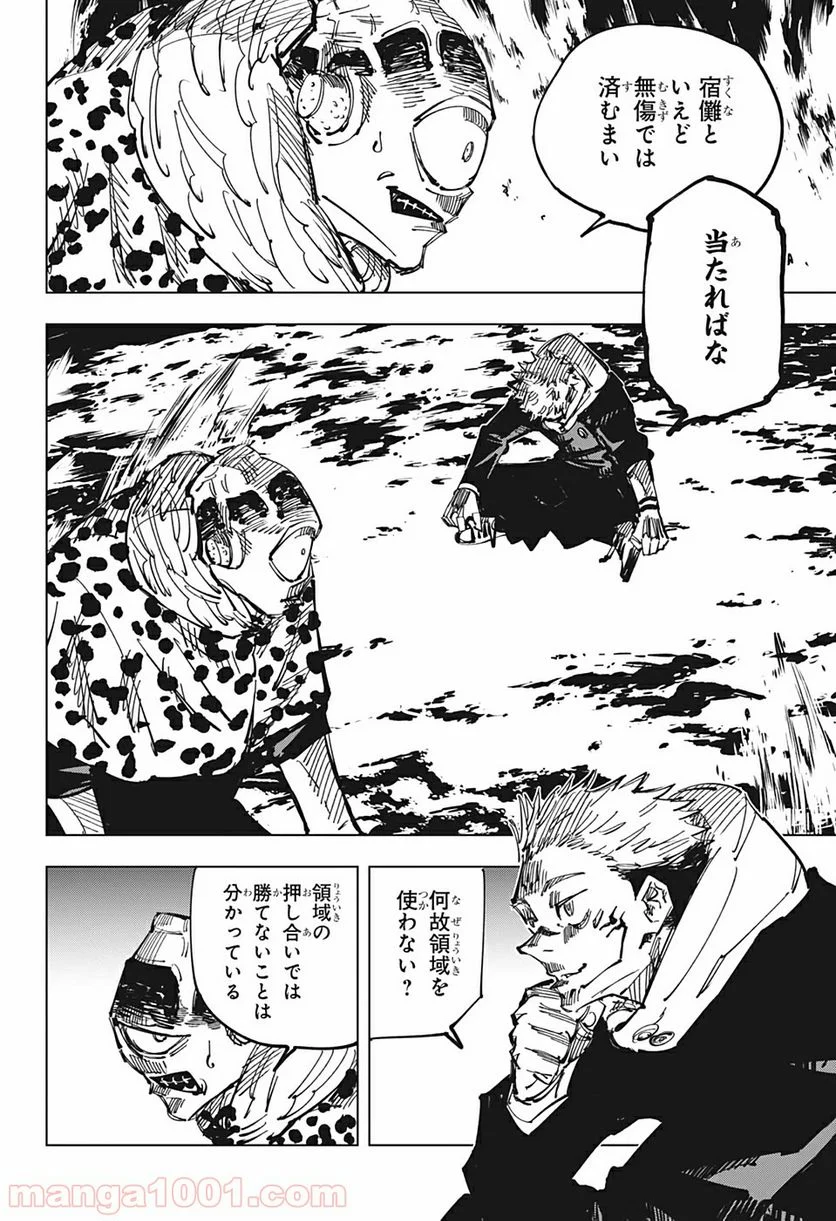 宿儺と
いえど
無傷では
済むまい
当たればな
何故領域を
使わない?
領域の
押し合いでは
勝てないことは
分かっている
manga1001.com